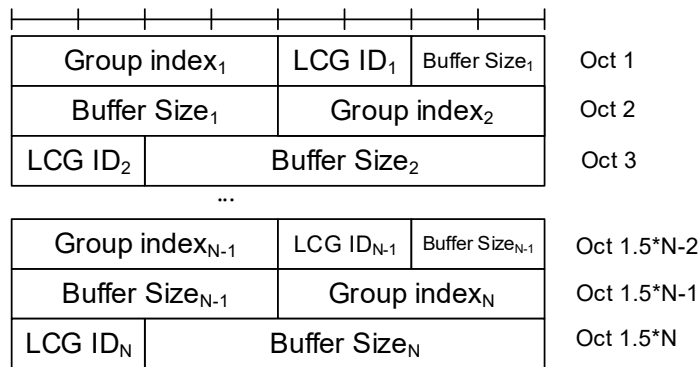 Group index1 LCG ID1 Buffer Size1 Oct 1
Buffer Size1 Group index2 Oct 2
LCG ID2 Buffer Size2 Oct 3
...
Group indexN-1 LCG IDN-1 Buffer SizeN-1 Oct 1.5*N-2
Buffer SizeN-1 Group indexN Oct 1.5*N-1
LCG IDN Buffer SizeN Oct 1.5*N